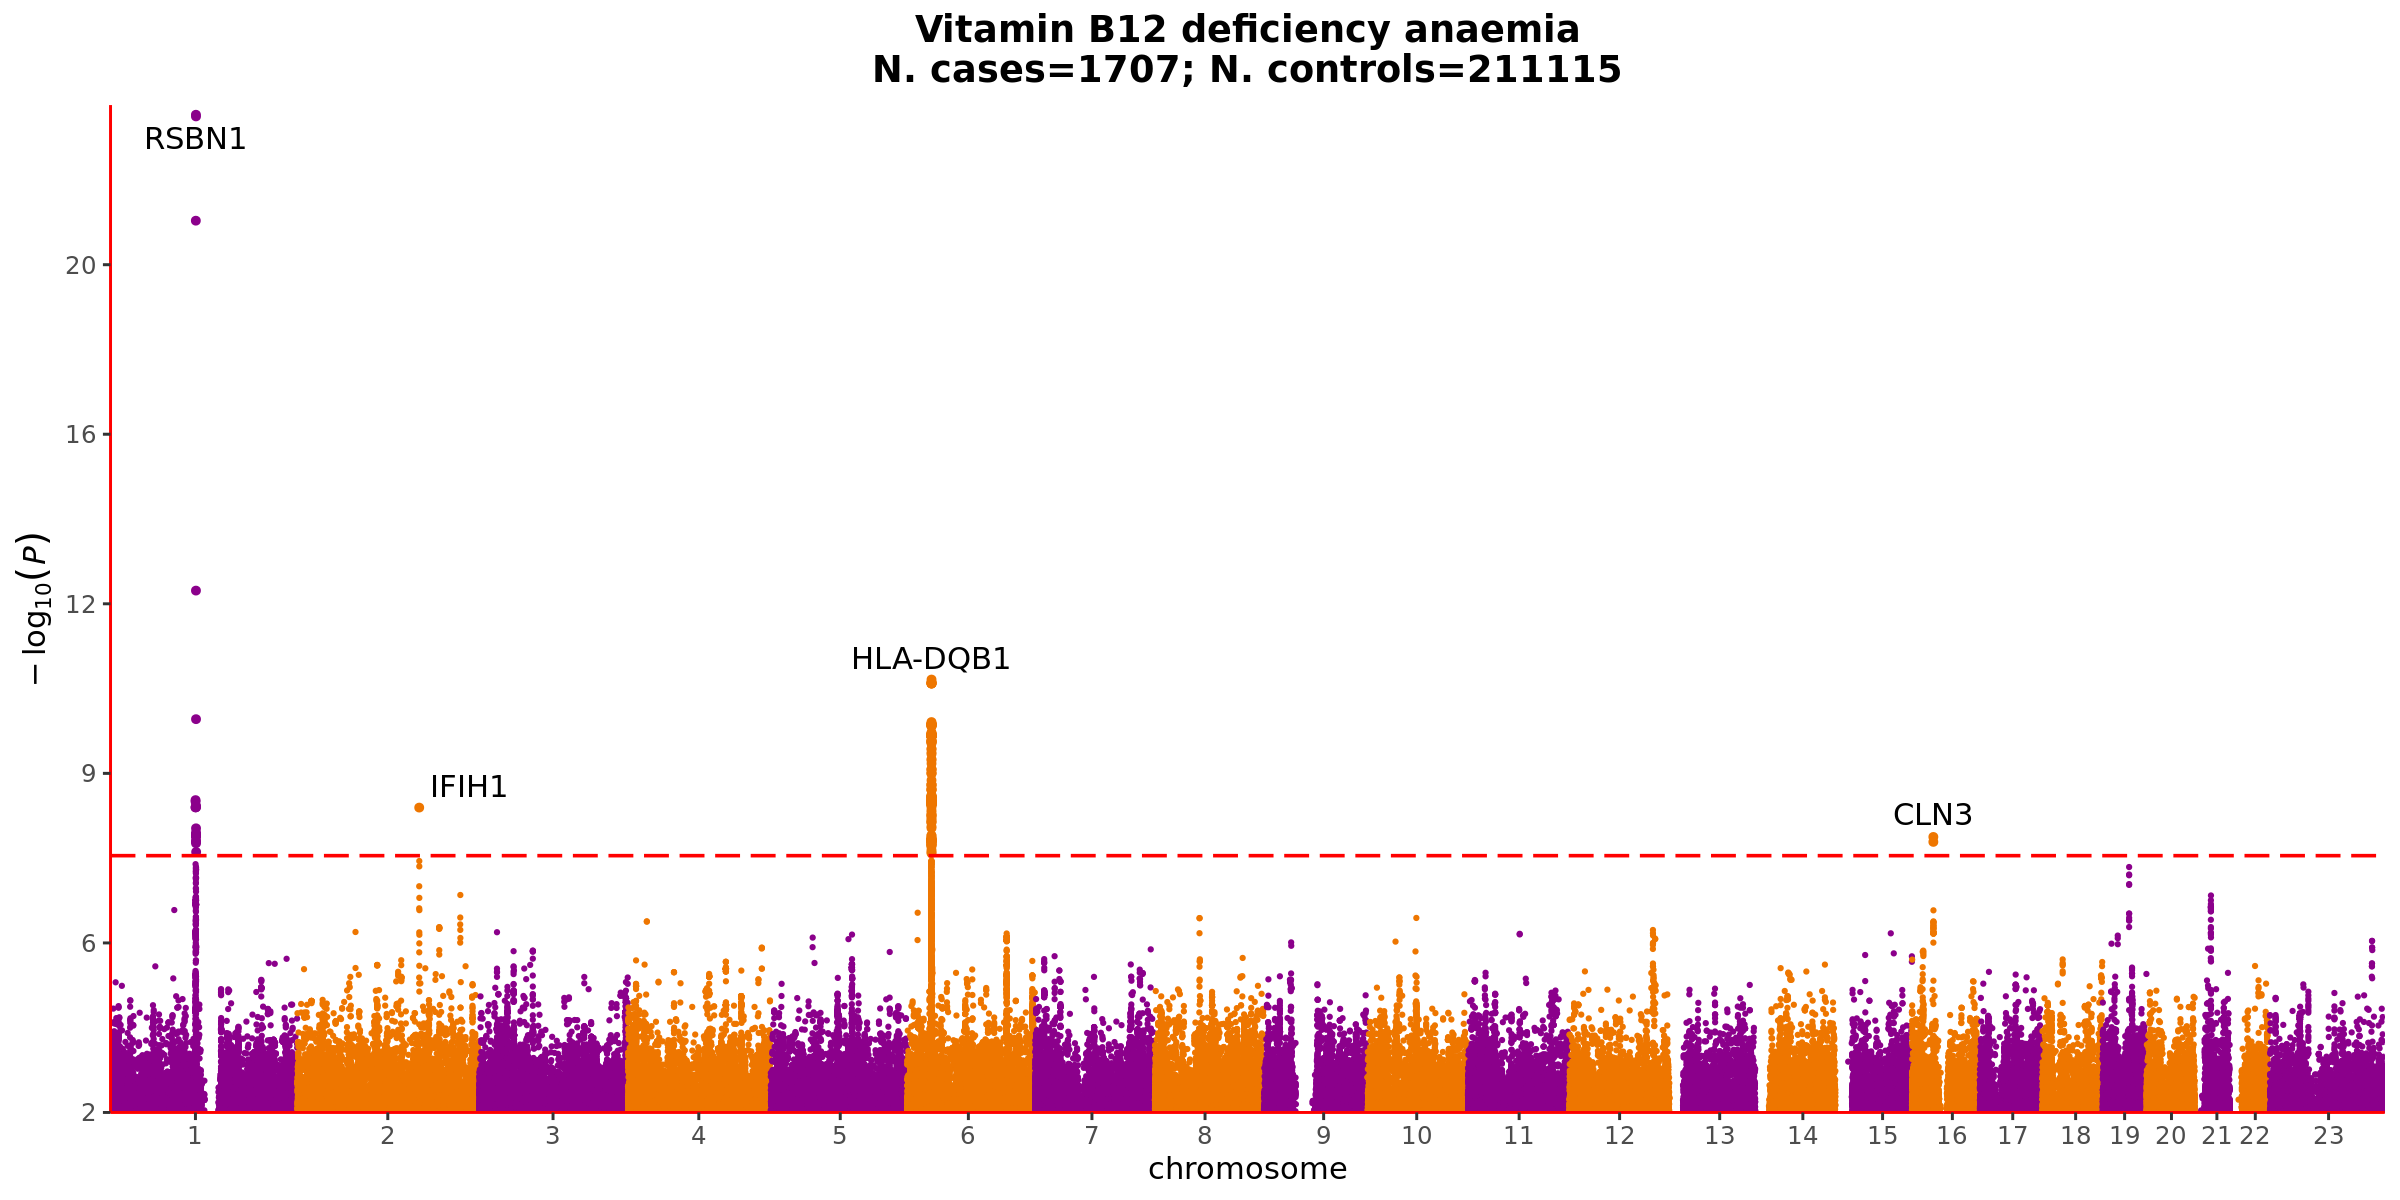 Vitamin B12 deficiency anaemia
N. cases=1707; N. controls=211115
RSBN1
20
16
12
HLA-DQB1
9
IFIH1
CLN3
6
2
−log10(P)
1 2 3 4 5 6 7 8 9 10 11 12 13 14 15 16 17 18 19 20 21 22 23
chromosome